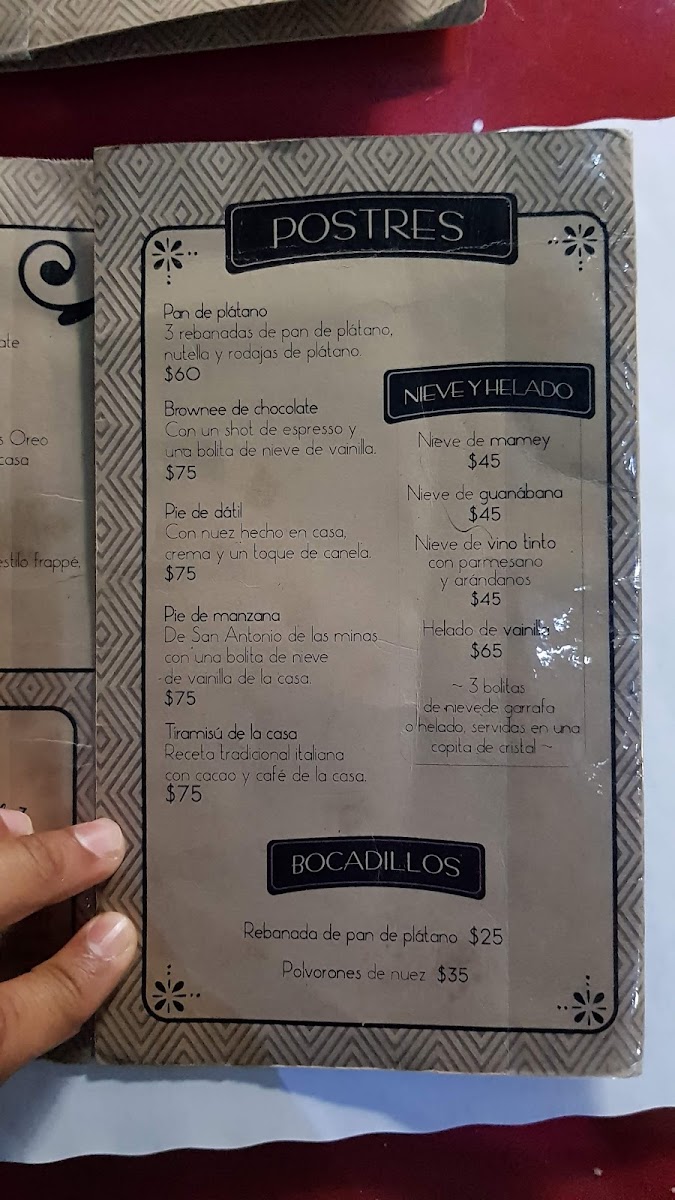 ate
s Oreo
casa
estilo frappé,
POSTRES
Pan de plátano
3 rebanadas de pan de plátano,
nutella y rodajas de plátano.
$60
Brownee de chocolate
Con un shot de espresso y
una bolita de nieve de vainilla.
$75
Pie de dátil
Con nuez hecho en casa,
crema y un toque de canela.
$75
Pie de manzana
De San Antonio de las minas
con una bolita de nieve
de vainilla de la casa.
$75
Tiramisú de la casa
Receta tradicional italiana
con cacao y café de la casa.
$75
NIEVE Y HELADO
Nieve de mamey
$45
Nieve de guanábana
$45
Nieve de vino tinto
con parmesano
y arándanos
$45
Helado de vainilla
$65
~ 3 bolitas
de nievede garrafa
o helado, servidas en una
copita de cristal ~
BOCADILLOS
Rebanada de pan de plátano $25
Polvorones de nuez $35